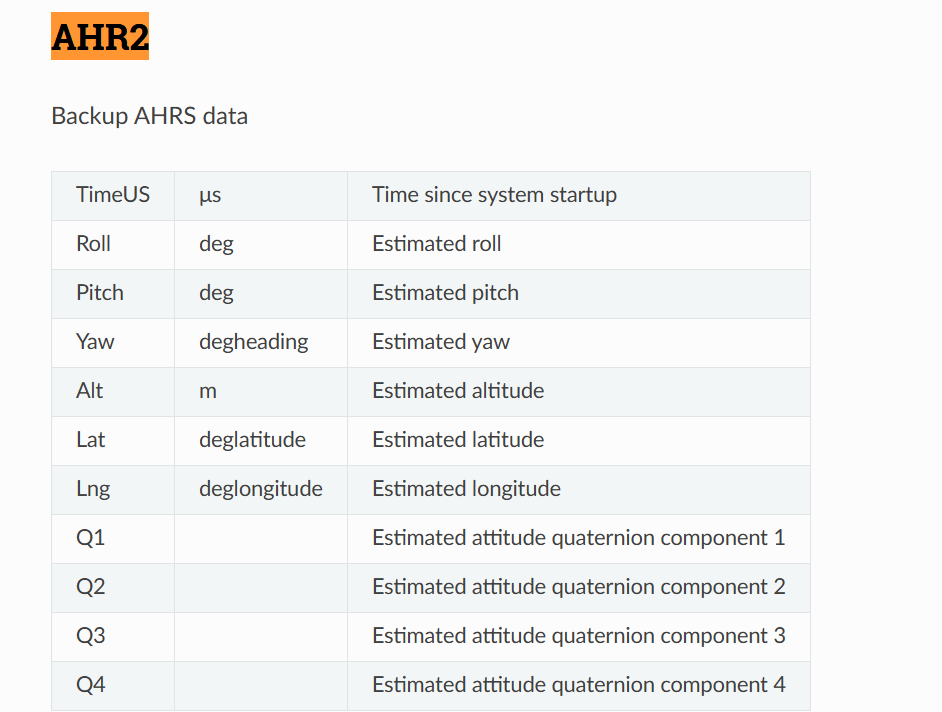 AHR2
Backup AHRS data
TimeUS µs Time since system startup
Roll deg Estimated roll
Pitch deg Estimated pitch
Yaw degheading Estimated yaw
Alt m Estimated altitude
Lat deglatitude Estimated latitude
Lng deglongitude Estimated longitude
Q1 Estimated attitude quaternion component 1
Q2 Estimated attitude quaternion component 2
Q3 Estimated attitude quaternion component 3
Q4 Estimated attitude quaternion component 4